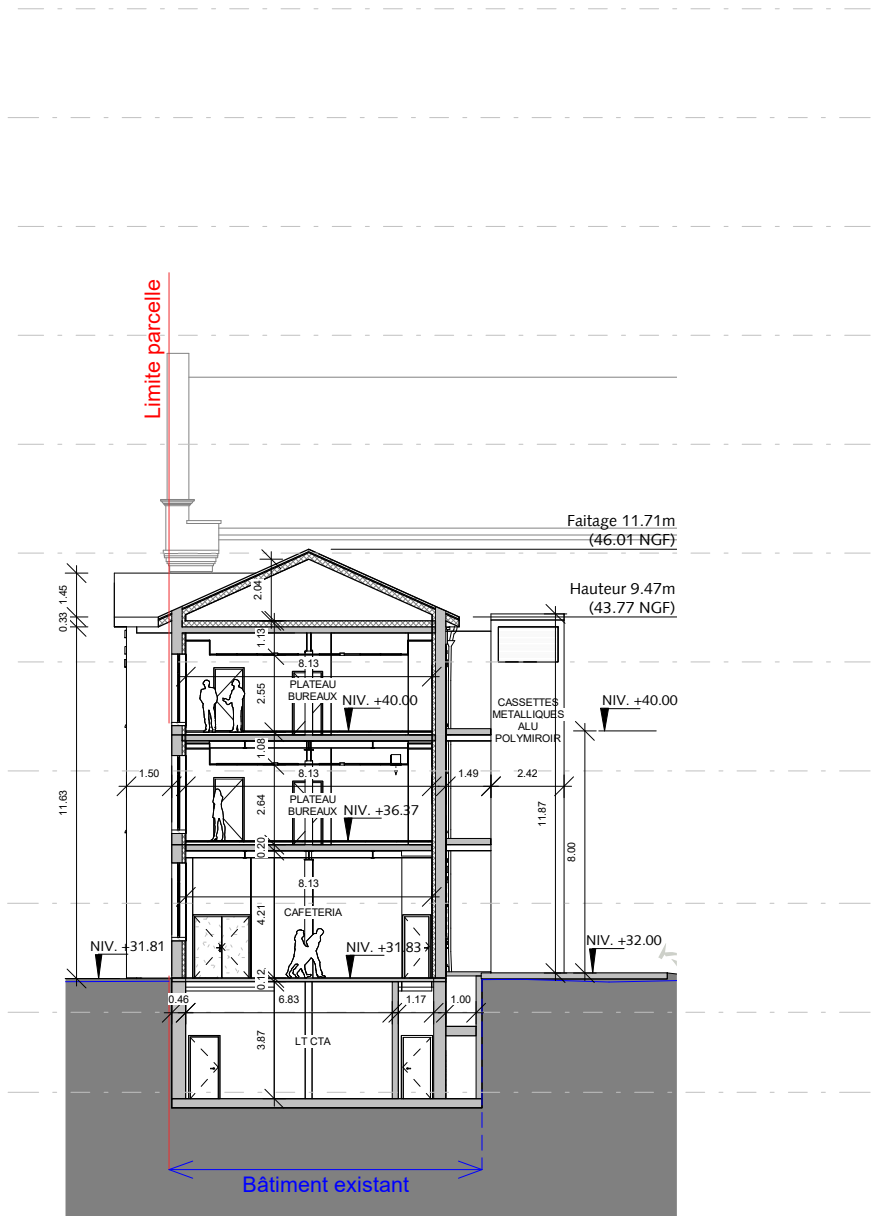 Limite parcelle
Faitage 11.71m
(46.01 NGF)
Hauteur 9.47m
(43.77 NGF)
1.45
0.33
11.63
2.04
1.13
8.13
PLATEAU
BUREAUX
2.55
NIV. +40.00
CASSETTES
METALLIQUES
ALU
POLYMIROIR
NIV. +40.00
1.08
1.50
8.13
1.49
2.42
PLATEAU
BUREAUX
2.64
NIV. +36.37
11.87
8.00
0.20
8.13
CAFETERIA
4.21
NIV. +31.81
NIV. +31.83
NIV. +32.00
0.12
0.46
6.83
1.17
1.00
3.87
LT CTA
Bâtiment existant